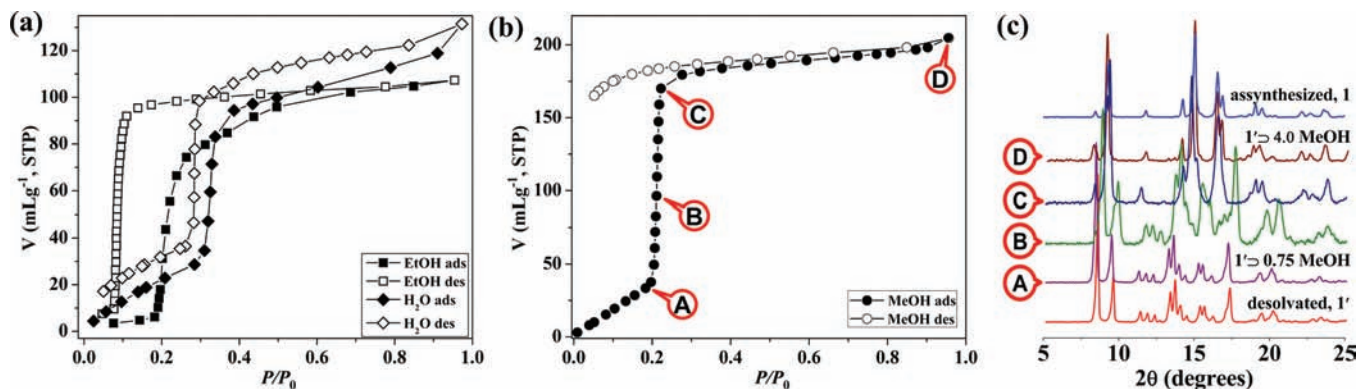 (a)
V (mLg⁻¹, STP)
120
100
80
60
40
20
0
0.0 0.2 0.4 0.6 0.8 1.0
P/P₀
EtOH ads
EtOH des
H₂O ads
H₂O des
(b)
V (mLg⁻¹, STP)
200
150
100
50
0
0.0 0.2 0.4 0.6 0.8 1.0
P/P₀
A
B
C
D
MeOH ads
MeOH des
(c)
assynthesized, 1
D 1'⊃ 4.0 MeOH
C
B
A 1'⊃ 0.75 MeOH
desolvated, 1'
5 10 15 20 25
2θ (degrees)